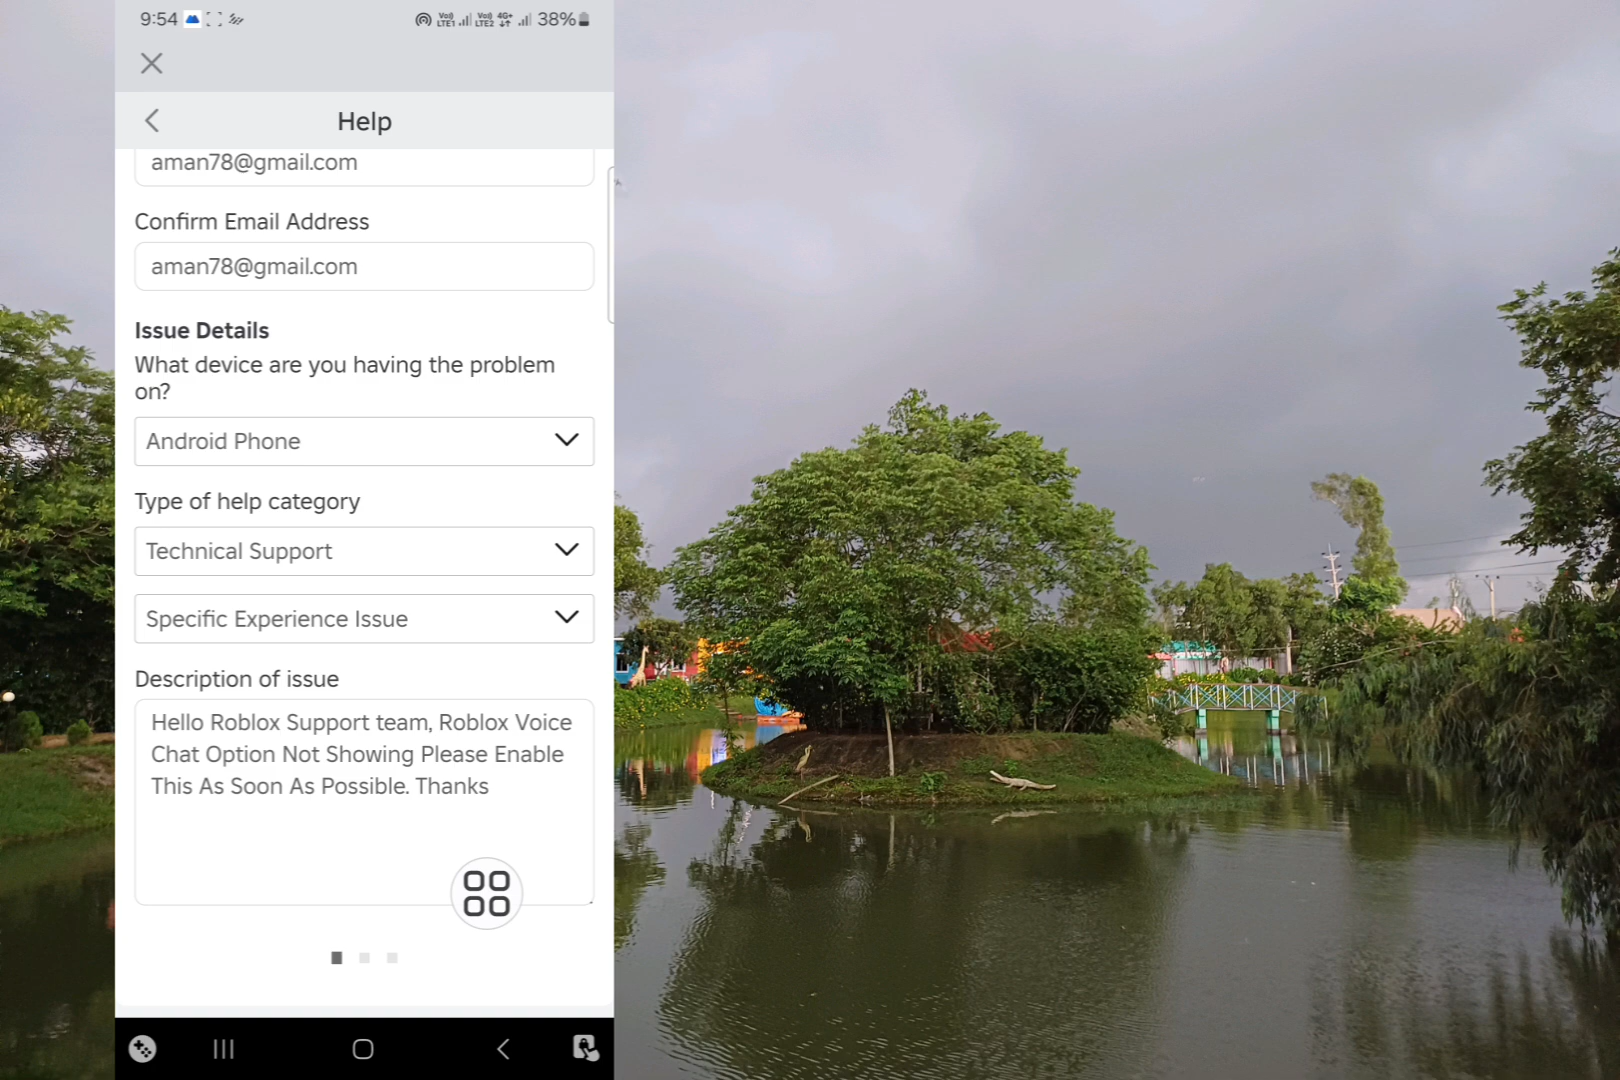 9:54 38%
Help
aman78@gmail.com
Confirm Email Address
aman78@gmail.com
Issue Details
What device are you having the problem
on?
Android Phone
Type of help category
Technical Support
Specific Experience Issue
Description of issue
Hello Roblox Support team, Roblox Voice
Chat Option Not Showing Please Enable
This As Soon As Possible. Thanks